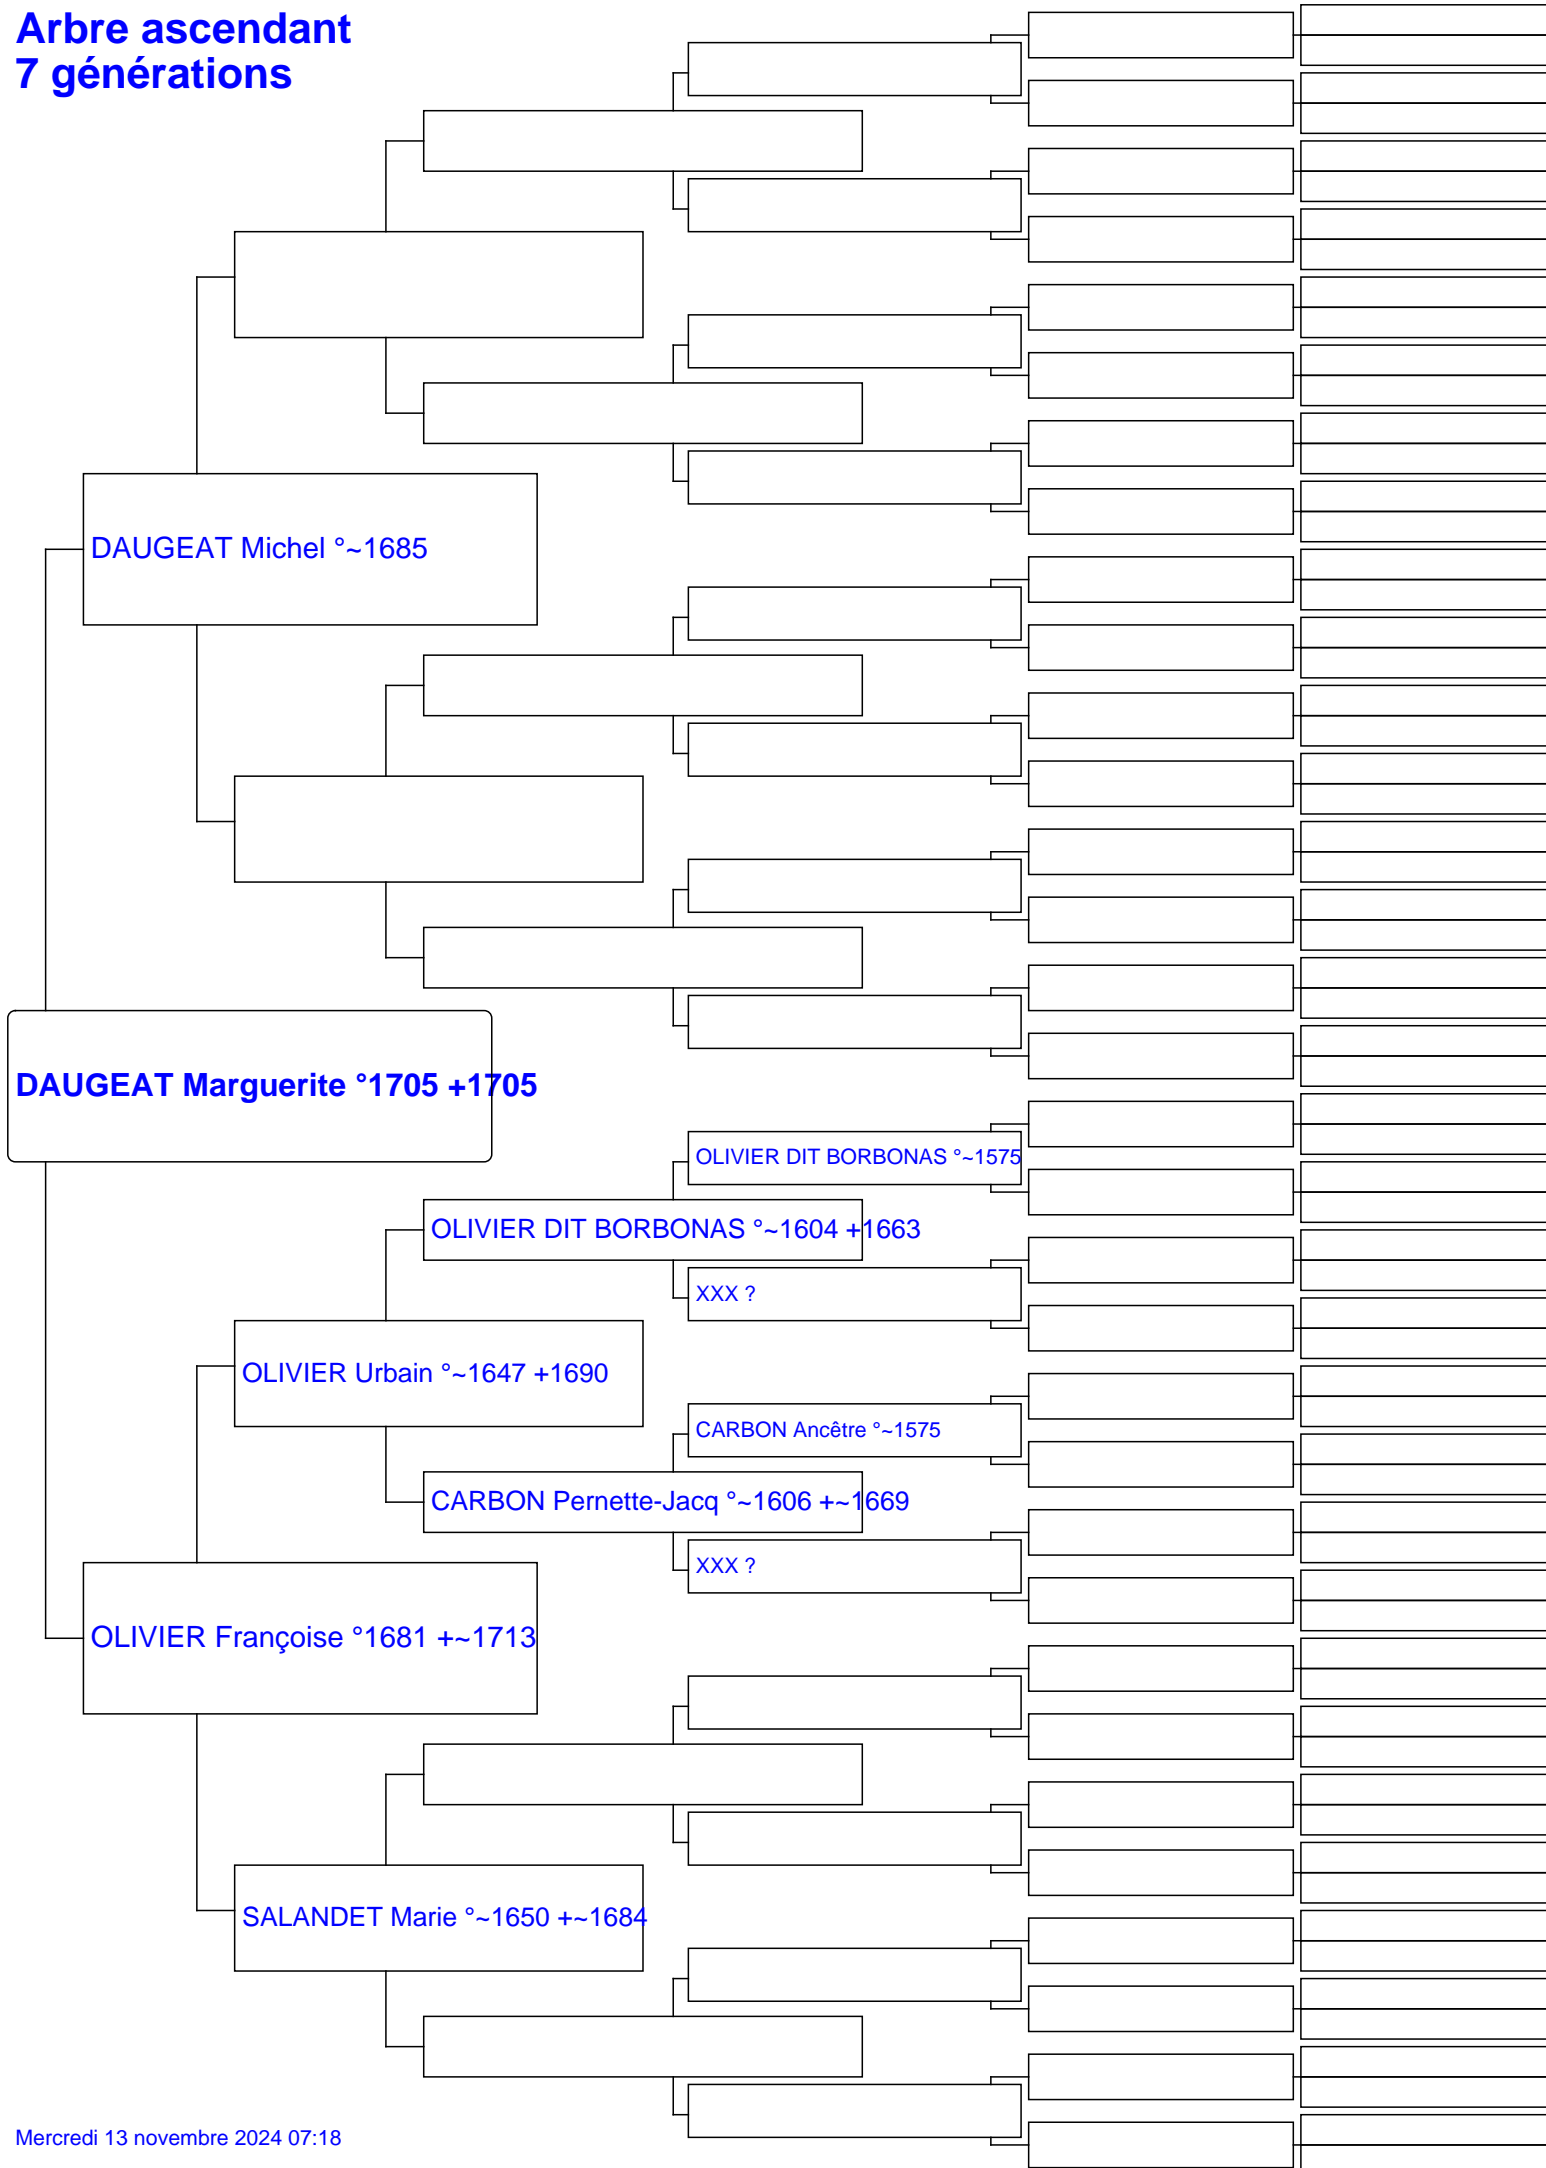 Arbre ascendant
7 générations
DAUGEAT Michel °~1685
DAUGEAT Marguerite °1705 +1705
OLIVIER DIT BORBONAS °~1575
OLIVIER DIT BORBONAS °~1604 +1663
XXX ?
OLIVIER Urbain °~1647 +1690
CARBON Ancêtre °~1575
CARBON Pernette-Jacq °~1606 +~1669
XXX ?
OLIVIER Françoise °1681 +~1713
SALANDET Marie °~1650 +~1684
Mercredi 13 novembre 2024 07:18